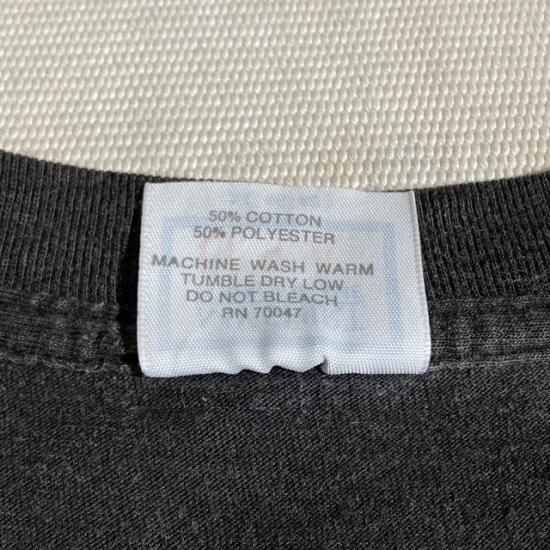 50% COTTON
50% POLYESTER
MACHINE WASH WARM
TUMBLE DRY LOW
DO NOT BLEACH
RN 70047